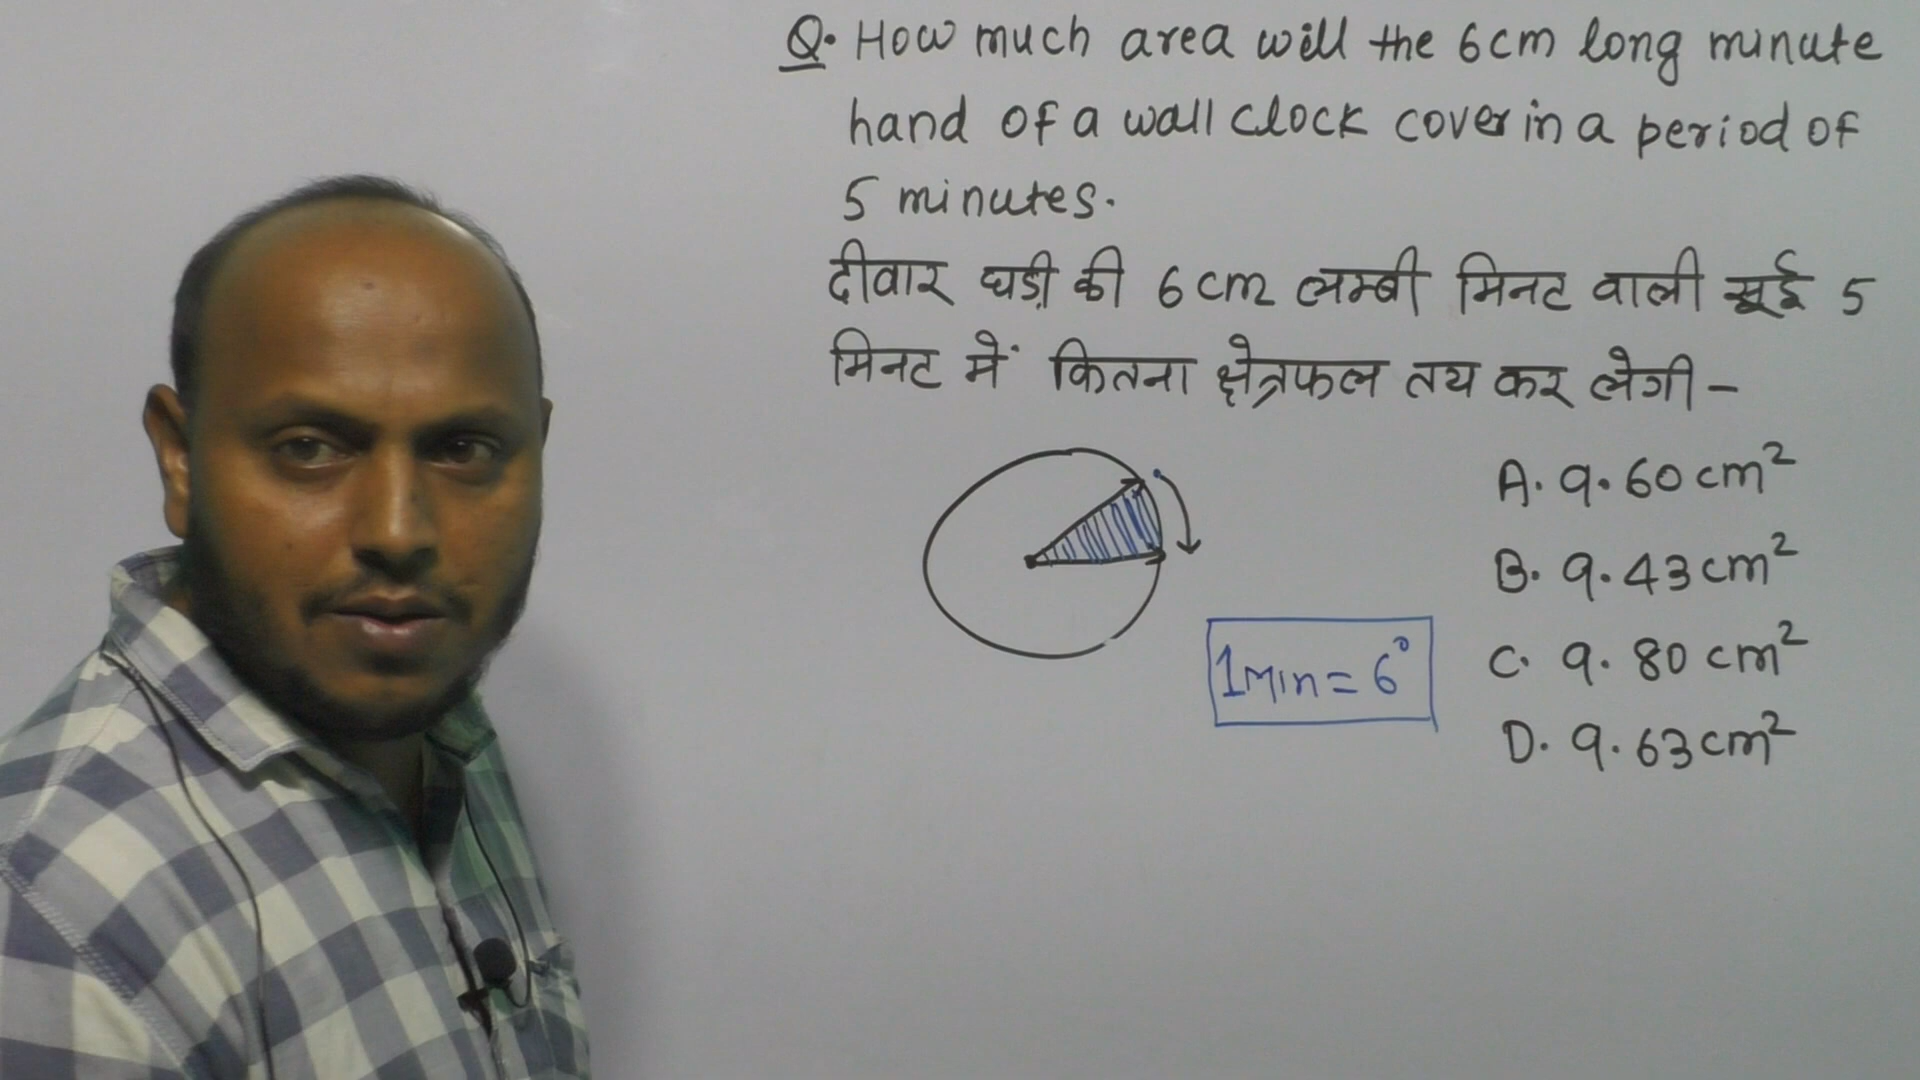 Q. How much area will the 6cm long minute
hand of a wall clock cover in a period of
5 minutes.
दीवार घड़ी की 6 cm लम्बी मिनट वाली सूई 5
मिनट में कितना क्षेत्रफल तय कर लेगी -
A. 9.60 cm²
B. 9.43 cm²
1 Min = 6°
C. 9.80 cm²
D. 9.63 cm²